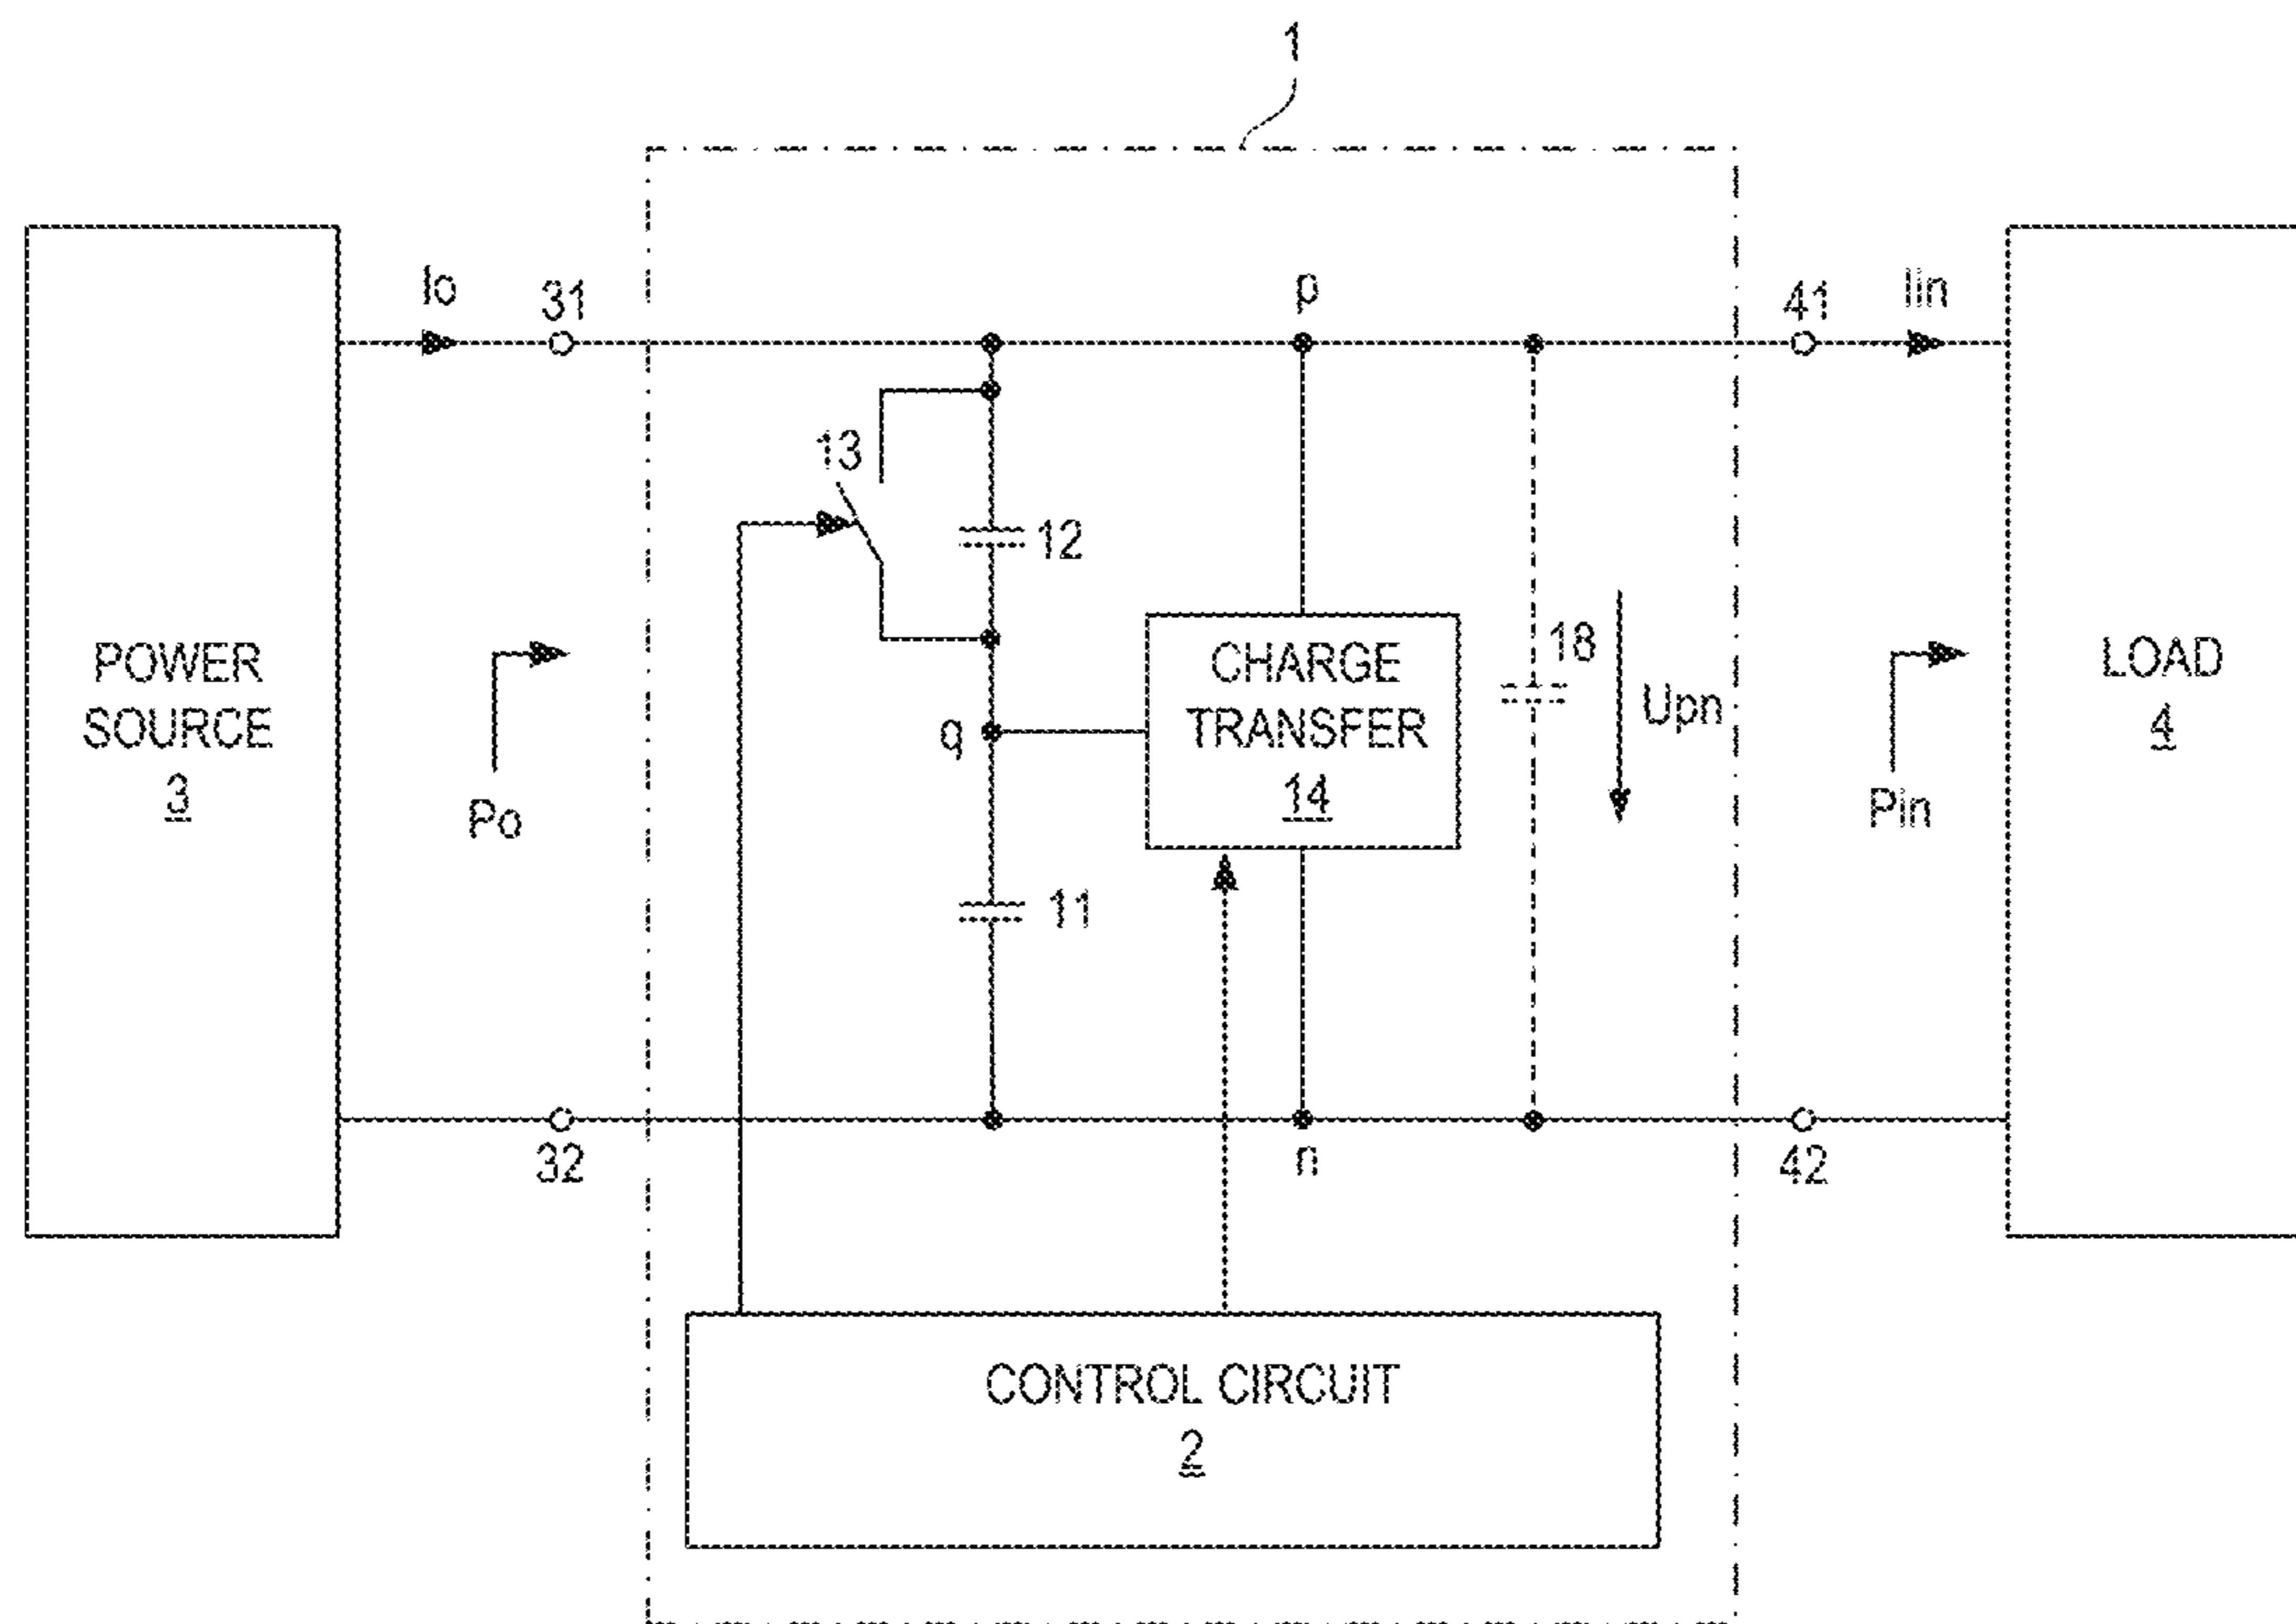 1
Io
31
p
41
Iin
13
12
POWER
SOURCE
3
Po
q
CHARGE
TRANSFER
14
18
Upn
Pin
LOAD
4
11
32
n
42
CONTROL CIRCUIT
2